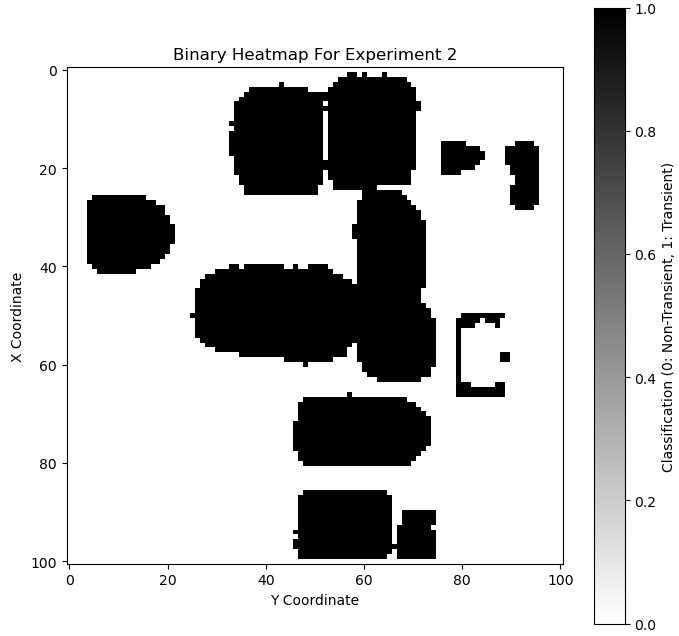 Binary Heatmap For Experiment 2
X Coordinate
0
20
40
60
80
100
0 20 40 60 80 100
Y Coordinate
1.0
0.8
0.6
0.4
0.2
0.0
Classification (0: Non-Transient, 1: Transient)